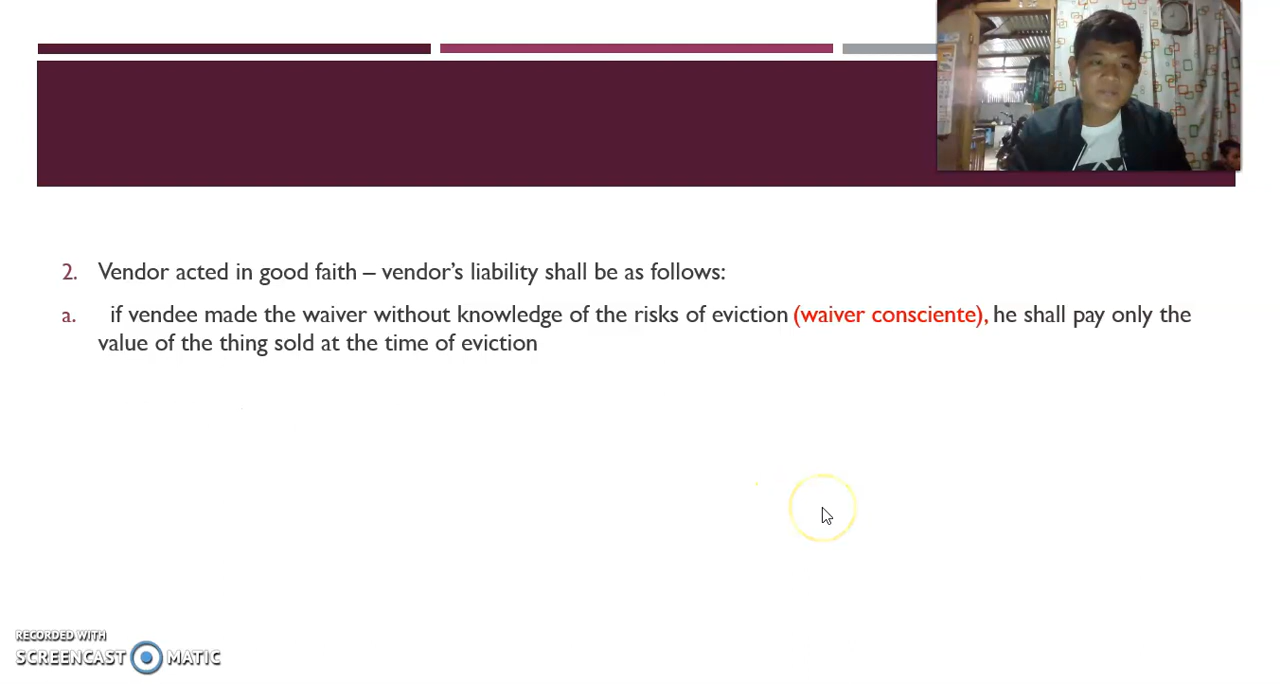 2. Vendor acted in good faith – vendor's liability shall be as follows:
a. if vendee made the waiver without knowledge of the risks of eviction (waiver consciente), he shall pay only the
value of the thing sold at the time of eviction
RECORDED WITH
SCREENCAST MATIC